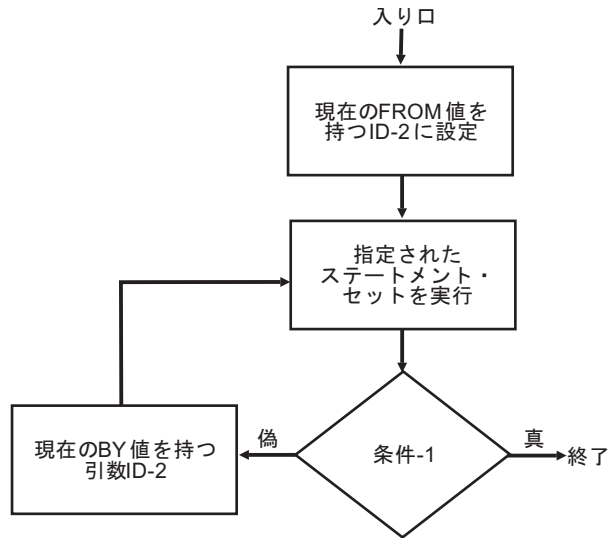 入り口
現在のFROM値を
持つID-2に設定
指定された
ステートメント・
セットを実行
条件-1
偽
真
終了
現在のBY値を持つ
引数ID-2